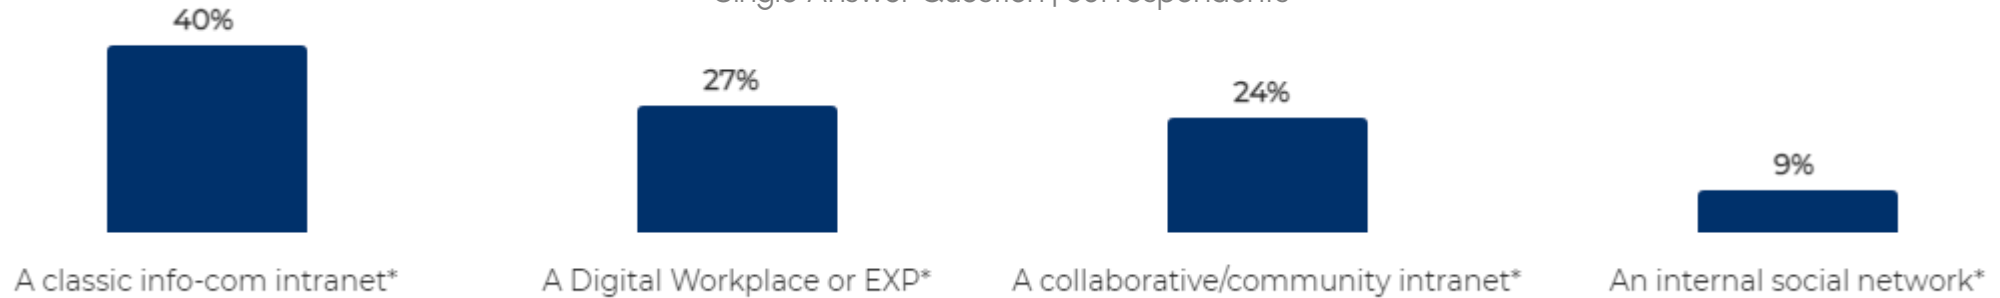 40%
27%
24%
9%
A classic info-com intranet*
A Digital Workplace or EXP*
A collaborative/community intranet*
An internal social network*